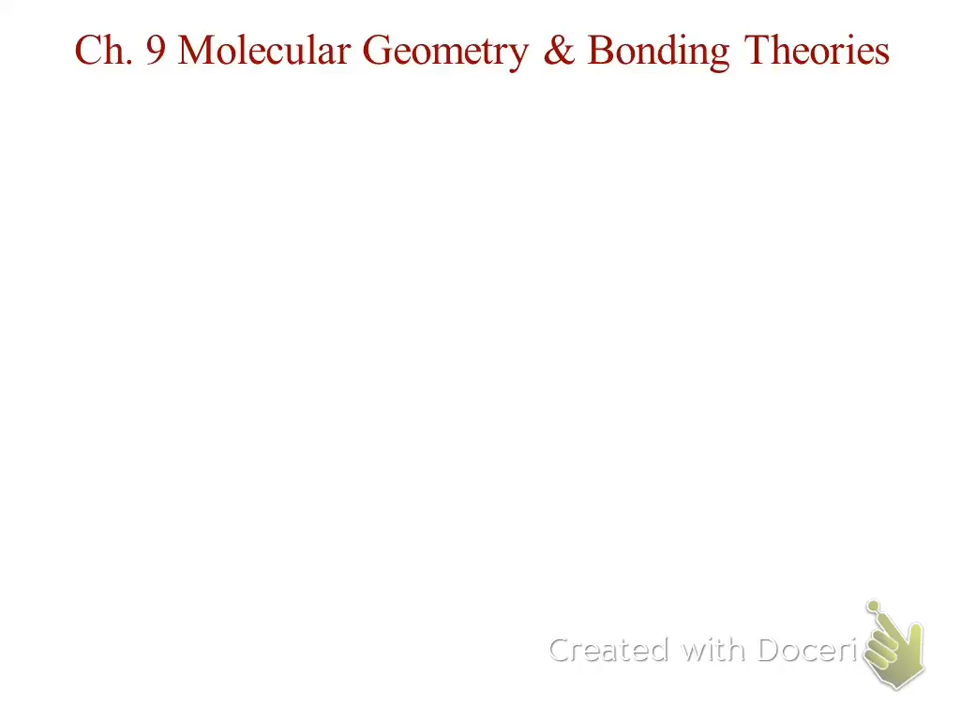 Ch. 9 Molecular Geometry & Bonding Theories
Created with Doceri